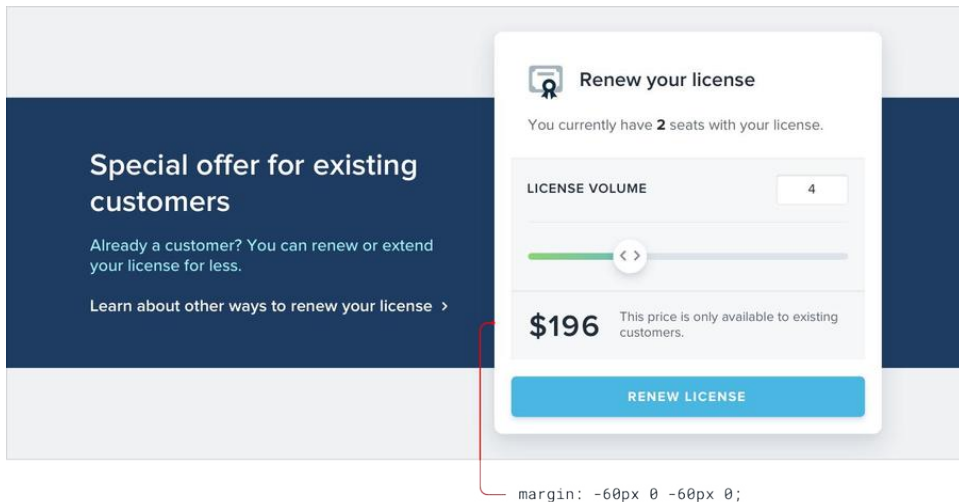 Special offer for existing
customers
Already a customer? You can renew or extend
your license for less.
Learn about other ways to renew your license >
Renew your license
You currently have 2 seats with your license.
LICENSE VOLUME 4
< >
$196
This price is only available to existing
customers.
RENEW LICENSE
margin: -60px 0 -60px 0;